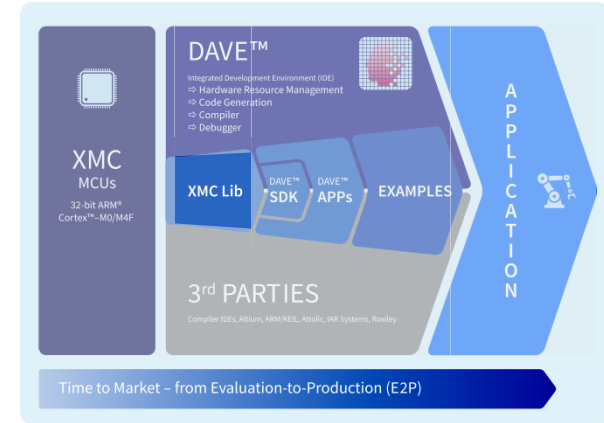 DAVE™
Integrated Development Environment (IDE)
⇨ Hardware Resource Management
⇨ Code Generation
⇨ Compiler
⇨ Debugger
XMC
MCUs
32-bit ARM®
Cortex™–M0/M4F
XMC Lib
DAVE™
SDK
DAVE™
APPs
EXAMPLES
3rd PARTIES
Compiler IDEs, Altium, ARM/KEIL, Attolic, IAR Systems, Rowley
APPLICATION
Time to Market – from Evaluation-to-Production (E2P)